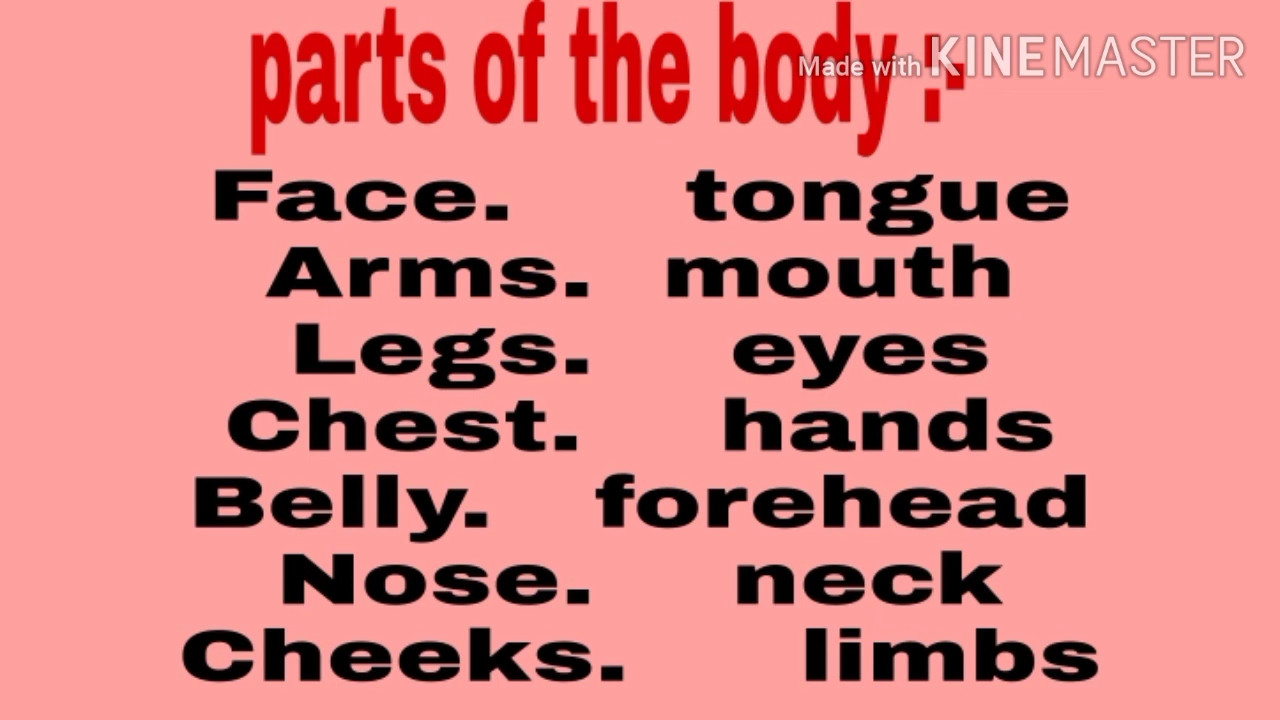 parts of the body :-
Made with KINEMASTER
Face. tongue
Arms. mouth
Legs. eyes
Chest. hands
Belly. forehead
Nose. neck
Cheeks. limbs